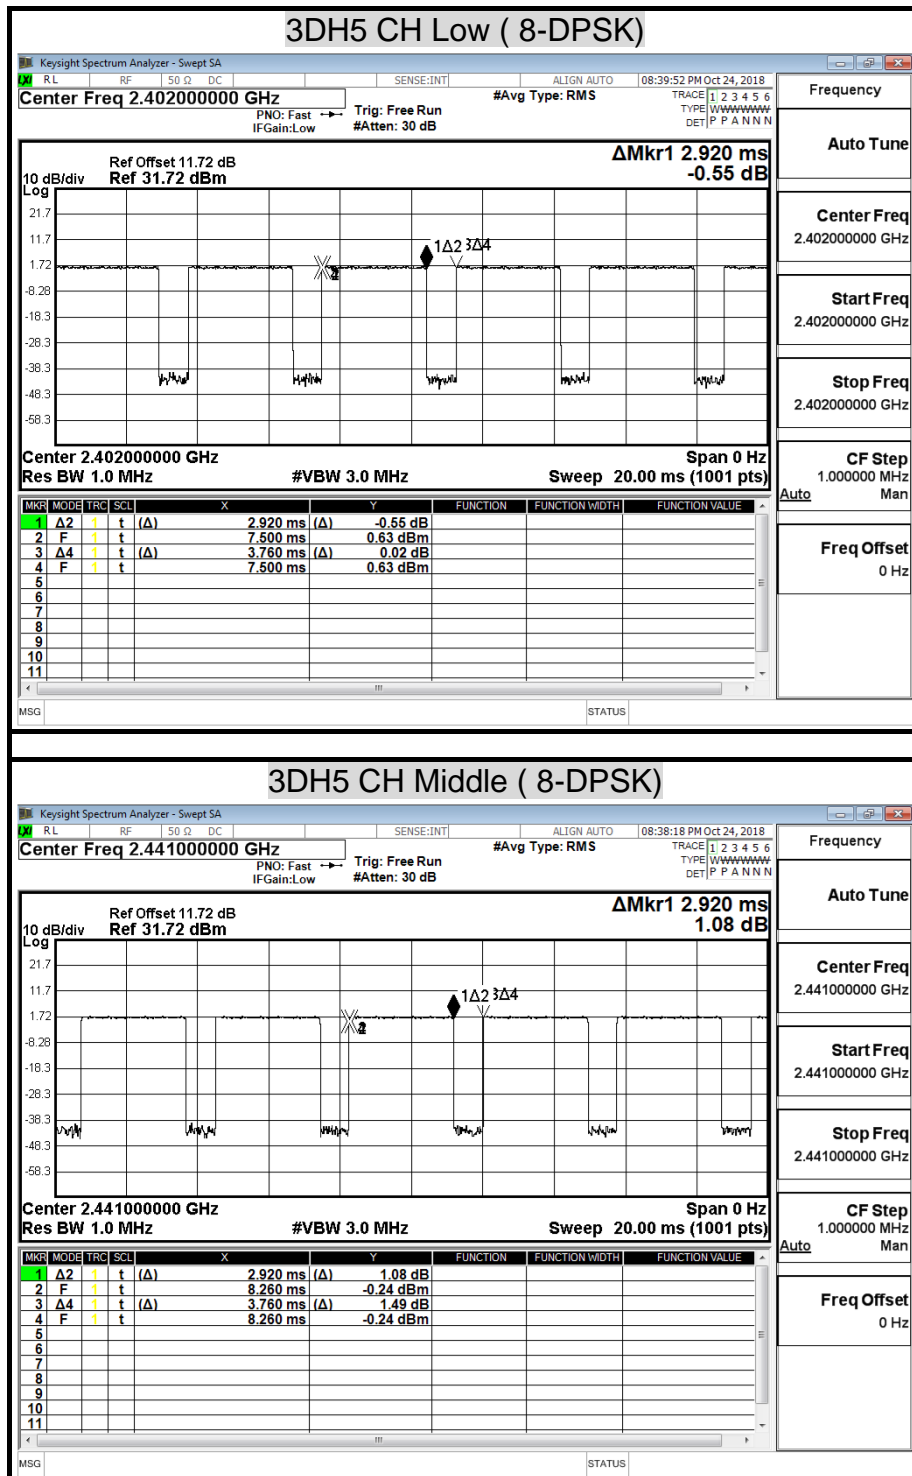 3DH5 CH Low ( 8-DPSK)
Keysight Spectrum Analyzer - Swept SA
LXI RL RF 50 Ω DC SENSE:INT ALIGN AUTO 08:39:52 PM Oct 24, 2018
Center Freq 2.402000000 GHz #Avg Type: RMS TRACE 1 2 3 4 5 6
PNO: Fast Trig: Free Run TYPE WWWWWW
IFGain:Low #Atten: 30 dB DET P P A N N N
Frequency
Auto Tune
ΔMkr1 2.920 ms
Ref Offset 11.72 dB
10 dB/div Ref 31.72 dBm -0.55 dB
Log
21.7
11.7
1.72
-8.28
-18.3
-28.3
-38.3
-48.3
-58.3
1Δ2 3Δ4
Center Freq
2.402000000 GHz
Start Freq
2.402000000 GHz
Stop Freq
2.402000000 GHz
Center 2.402000000 GHz Span 0 Hz
Res BW 1.0 MHz #VBW 3.0 MHz Sweep 20.00 ms (1001 pts)
CF Step
1.000000 MHz
Auto Man
MKR MODE TRC SCL X Y FUNCTION FUNCTION WIDTH FUNCTION VALUE
1 Δ2 1 t (Δ) 2.920 ms (Δ) -0.55 dB
2 F 1 t 7.500 ms 0.63 dBm
3 Δ4 1 t (Δ) 3.760 ms (Δ) 0.02 dB
4 F 1 t 7.500 ms 0.63 dBm
5
6
7
8
9
10
11
Freq Offset
0 Hz
MSG STATUS
3DH5 CH Middle ( 8-DPSK)
Keysight Spectrum Analyzer - Swept SA
LXI RL RF 50 Ω DC SENSE:INT ALIGN AUTO 08:38:18 PM Oct 24, 2018
Center Freq 2.441000000 GHz #Avg Type: RMS TRACE 1 2 3 4 5 6
PNO: Fast Trig: Free Run TYPE WWWWWW
IFGain:Low #Atten: 30 dB DET P P A N N N
Frequency
Auto Tune
ΔMkr1 2.920 ms
Ref Offset 11.72 dB
10 dB/div Ref 31.72 dBm 1.08 dB
Log
21.7
11.7
1.72
-8.28
-18.3
-28.3
-38.3
-48.3
-58.3
1Δ2 3Δ4
Center Freq
2.441000000 GHz
Start Freq
2.441000000 GHz
Stop Freq
2.441000000 GHz
Center 2.441000000 GHz Span 0 Hz
Res BW 1.0 MHz #VBW 3.0 MHz Sweep 20.00 ms (1001 pts)
CF Step
1.000000 MHz
Auto Man
MKR MODE TRC SCL X Y FUNCTION FUNCTION WIDTH FUNCTION VALUE
1 Δ2 1 t (Δ) 2.920 ms (Δ) 1.08 dB
2 F 1 t 8.260 ms -0.24 dBm
3 Δ4 1 t (Δ) 3.760 ms (Δ) 1.49 dB
4 F 1 t 8.260 ms -0.24 dBm
5
6
7
8
9
10
11
Freq Offset
0 Hz
MSG STATUS